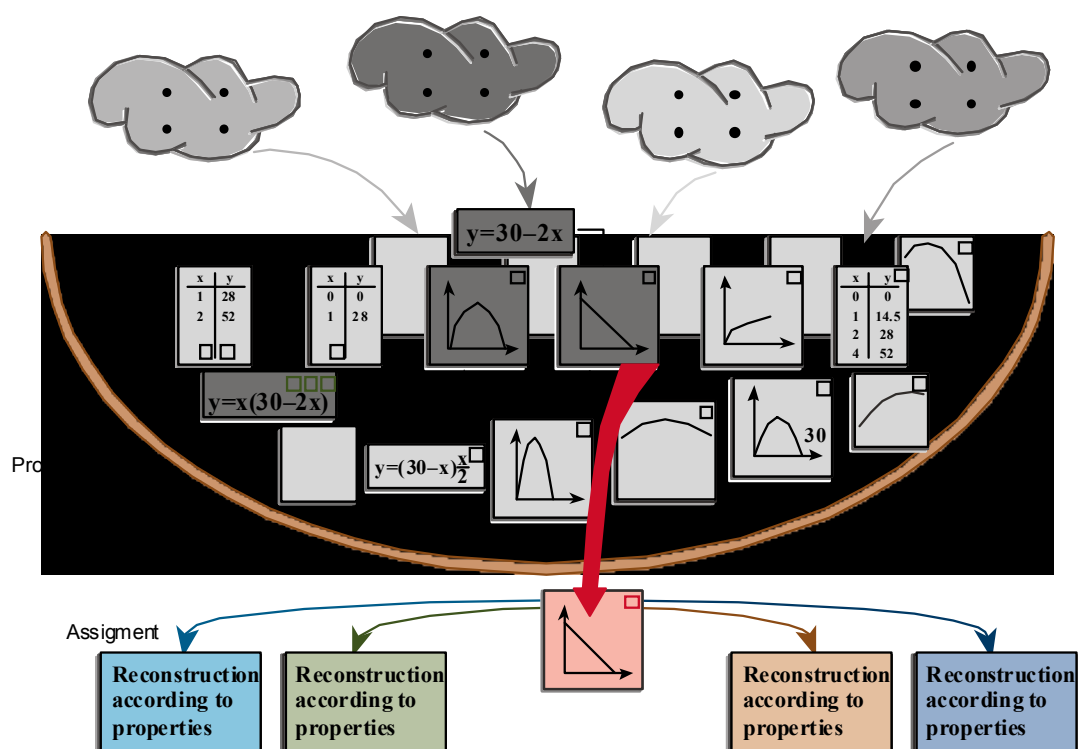 y=30–2x
x y
1 28
2 52
x y
0 0
1 28
x y
0 0
1 14.5
2 28
4 52
y=x(30–2x)
30
y=(30–x)x/2
Pro
Assigment
Reconstruction
according to
properties
Reconstruction
according to
properties
Reconstruction
according to
properties
Reconstruction
according to
properties